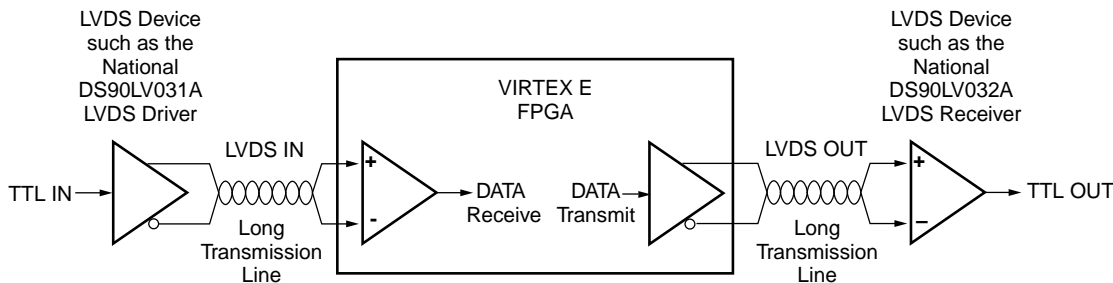 LVDS Device
such as the
National
DS90LV031A
LVDS Driver
LVDS Device
such as the
National
DS90LV032A
LVDS Receiver
VIRTEX E
FPGA
LVDS IN
LVDS OUT
TTL IN
+
-
DATA
Receive
DATA
Transmit
+
–
TTL OUT
Long
Transmission
Line
Long
Transmission
Line